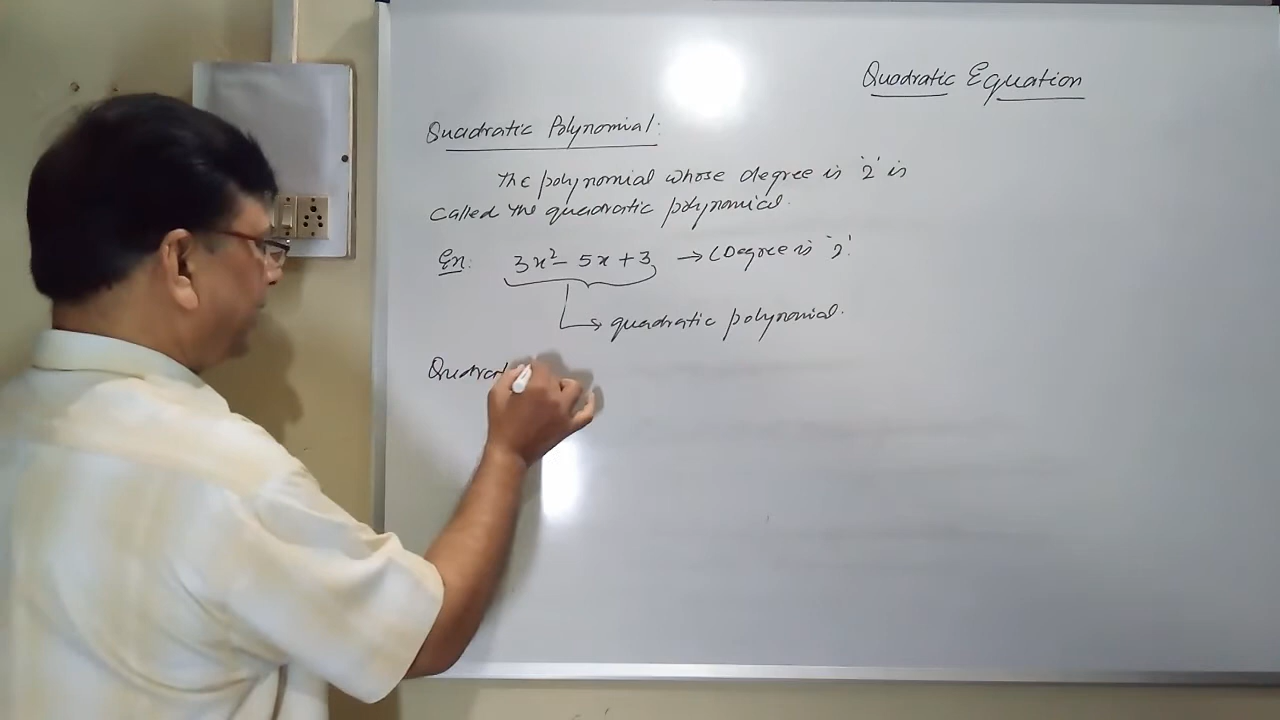 Quadratic Equation
Quadratic Polynomial:
The polynomial whose degree is '2' is
called the quadratic polynomial.
Ex: 3x² - 5x + 3 → (Degree is '2'.
↳ quadratic polynomial.
Quadrat